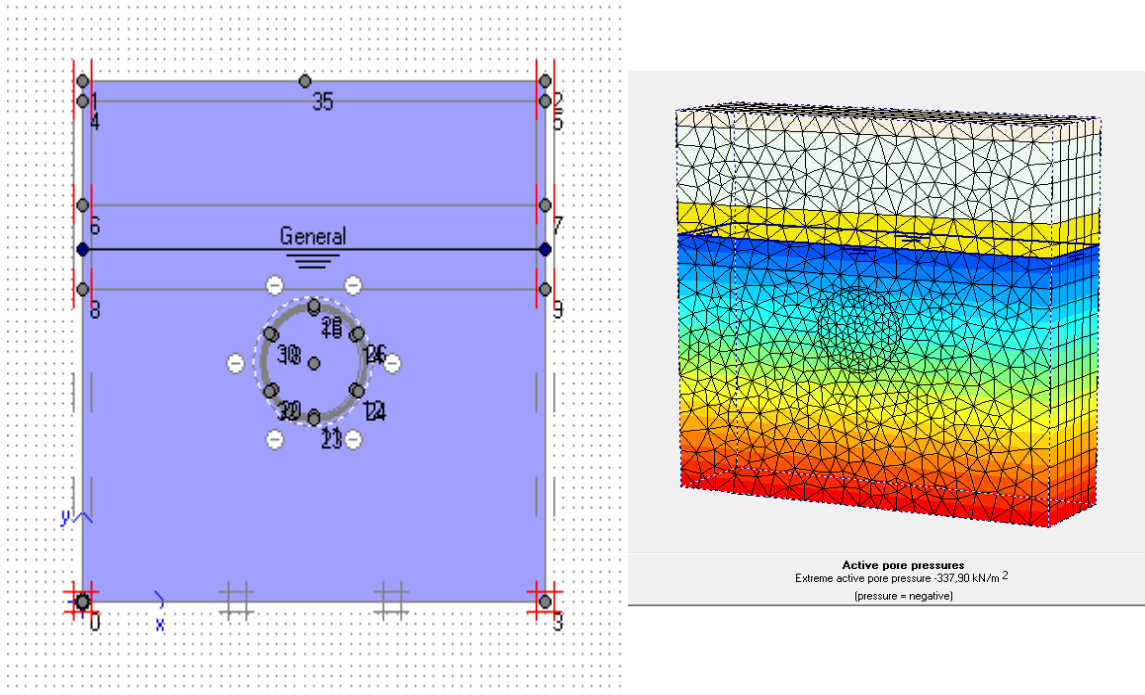 35
1
2
4
5
6
7
General
8
9
y
0
3
x
Active pore pressures
Extreme active pore pressure -337,90 kN/m 2
(pressure = negative)